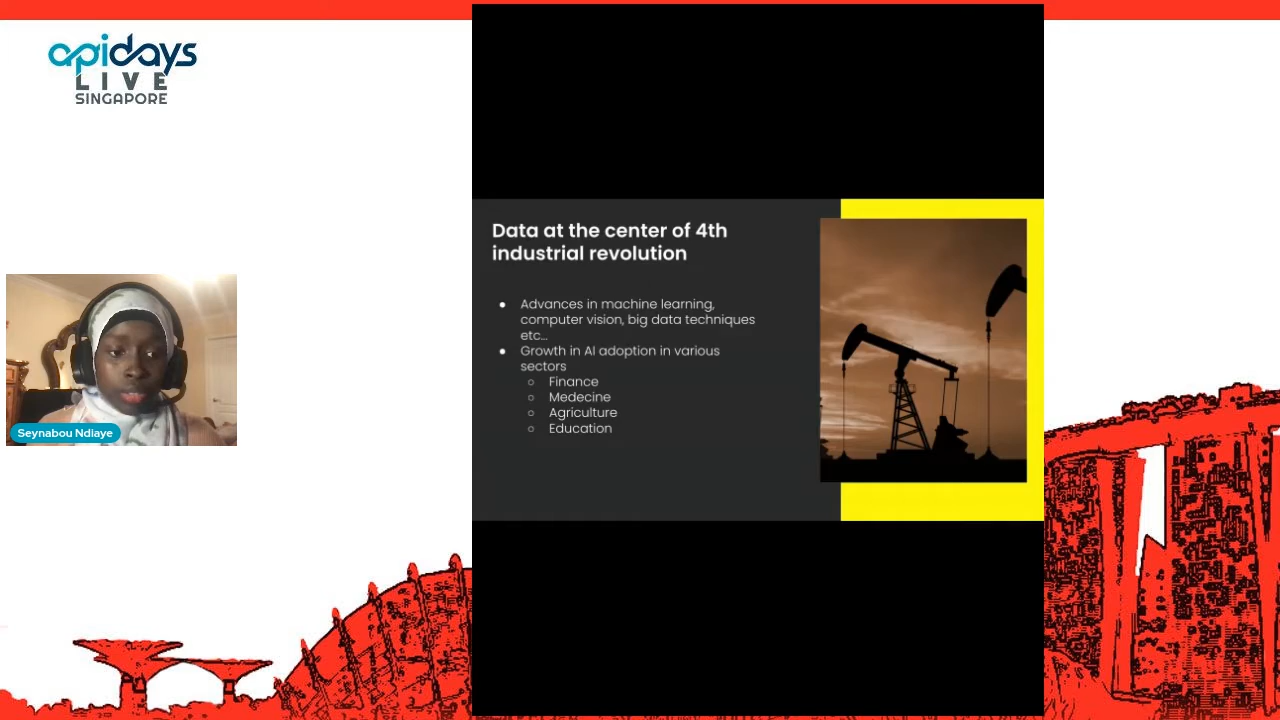 apidays
LIVE
SINGAPORE
Data at the center of 4th
industrial revolution
● Advances in machine learning,
computer vision, big data techniques
etc...
● Growth in AI adoption in various
sectors
○ Finance
○ Medecine
○ Agriculture
○ Education
Seynabou Ndiaye